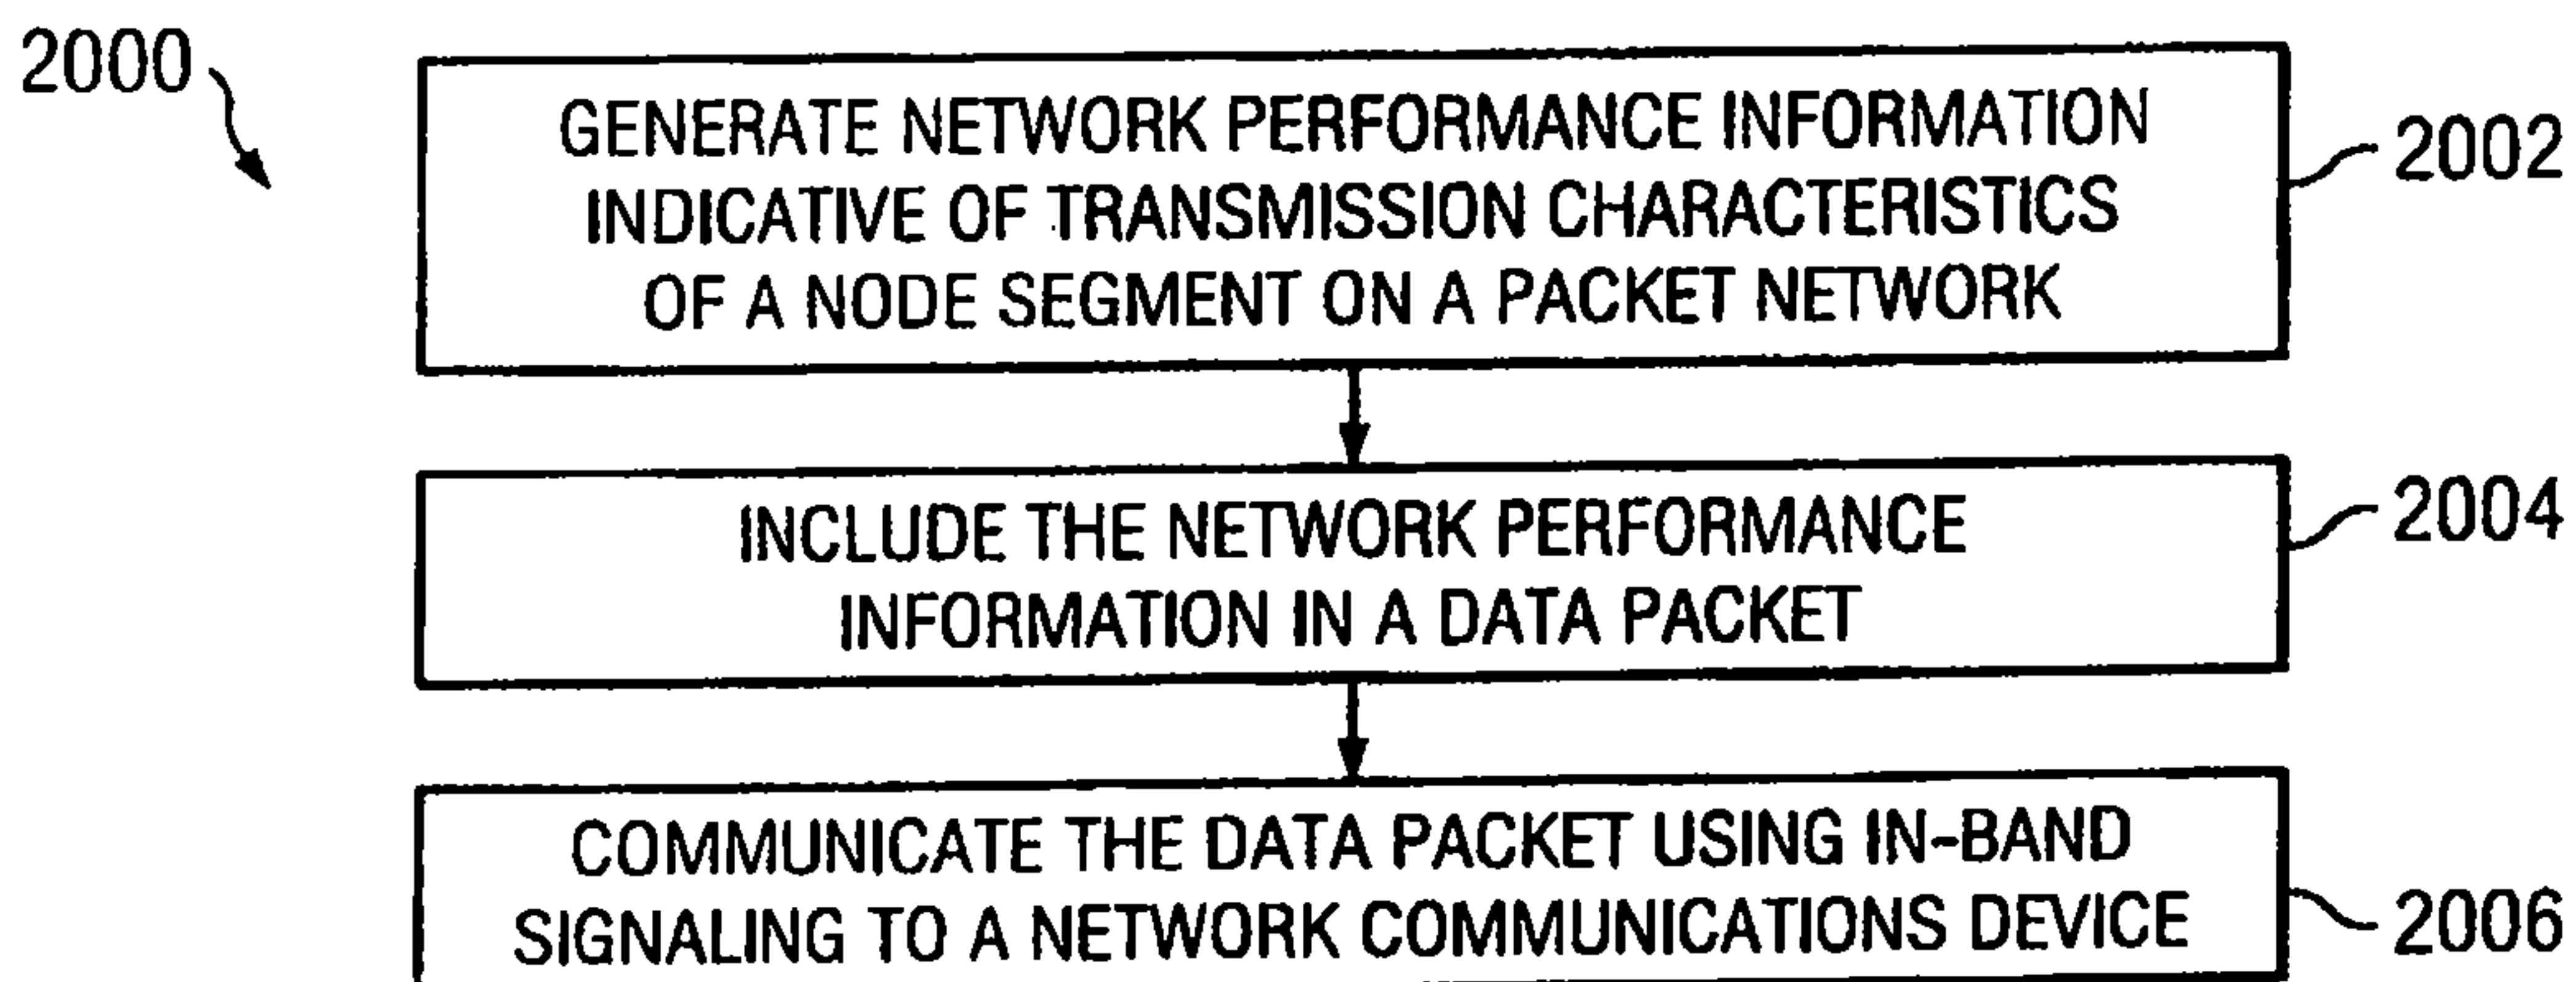 2000
GENERATE NETWORK PERFORMANCE INFORMATION
INDICATIVE OF TRANSMISSION CHARACTERISTICS
OF A NODE SEGMENT ON A PACKET NETWORK
2002
INCLUDE THE NETWORK PERFORMANCE
INFORMATION IN A DATA PACKET
2004
COMMUNICATE THE DATA PACKET USING IN-BAND
SIGNALING TO A NETWORK COMMUNICATIONS DEVICE
2006